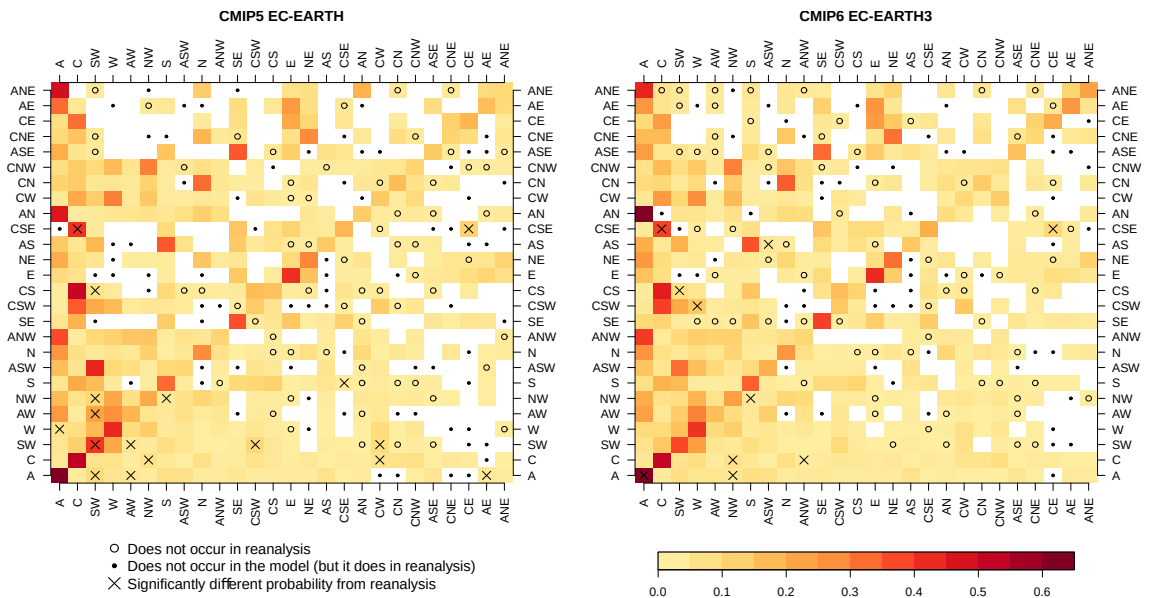 CMIP5 EC-EARTH CMIP6 EC-EARTH3
A C SW W AW NW S ASW N ANW SE CSW CS E NE AS CSE AN CW CN ASE CNE AE ANE A C SW W AW NW S ASW N ANW SE CSW CS E NE AS CSE AN CW CN CNW ASE CE AE ANE
ANE ANE ANE ANE
AE AE AE AE
CE CE CE CE
CNE CNE CNE CNE
ASE ASE ASE ASE
CNW CNW CNW CNW
CN CN CN CN
CW CW CW CW
AN AN AN AN
CSE CSE CSE CSE
AS AS AS AS
NE NE NE NE
E E E E
CS CS CS CS
CSW CSW CSW CSW
SE SE SE SE
ANW ANW ANW ANW
N N N N
ASW ASW ASW ASW
S S S S
NW NW NW NW
AW AW AW AW
W W W W
SW SW SW SW
C C C C
A A A A
A C SW W AW NW S ASW N ANW SE CSW CS E NE AS CSE AN CW CN CNW ASE CNE AE ANE A C SW W AW NW S ASW N ANW SE CSW CS E NE AS CSE AN CW CN CNW ASE CE AE ANE
Does not occur in reanalysis
Does not occur in the model (but it does in reanalysis)
Significantly different probability from reanalysis
0.0 0.1 0.2 0.3 0.4 0.5 0.6